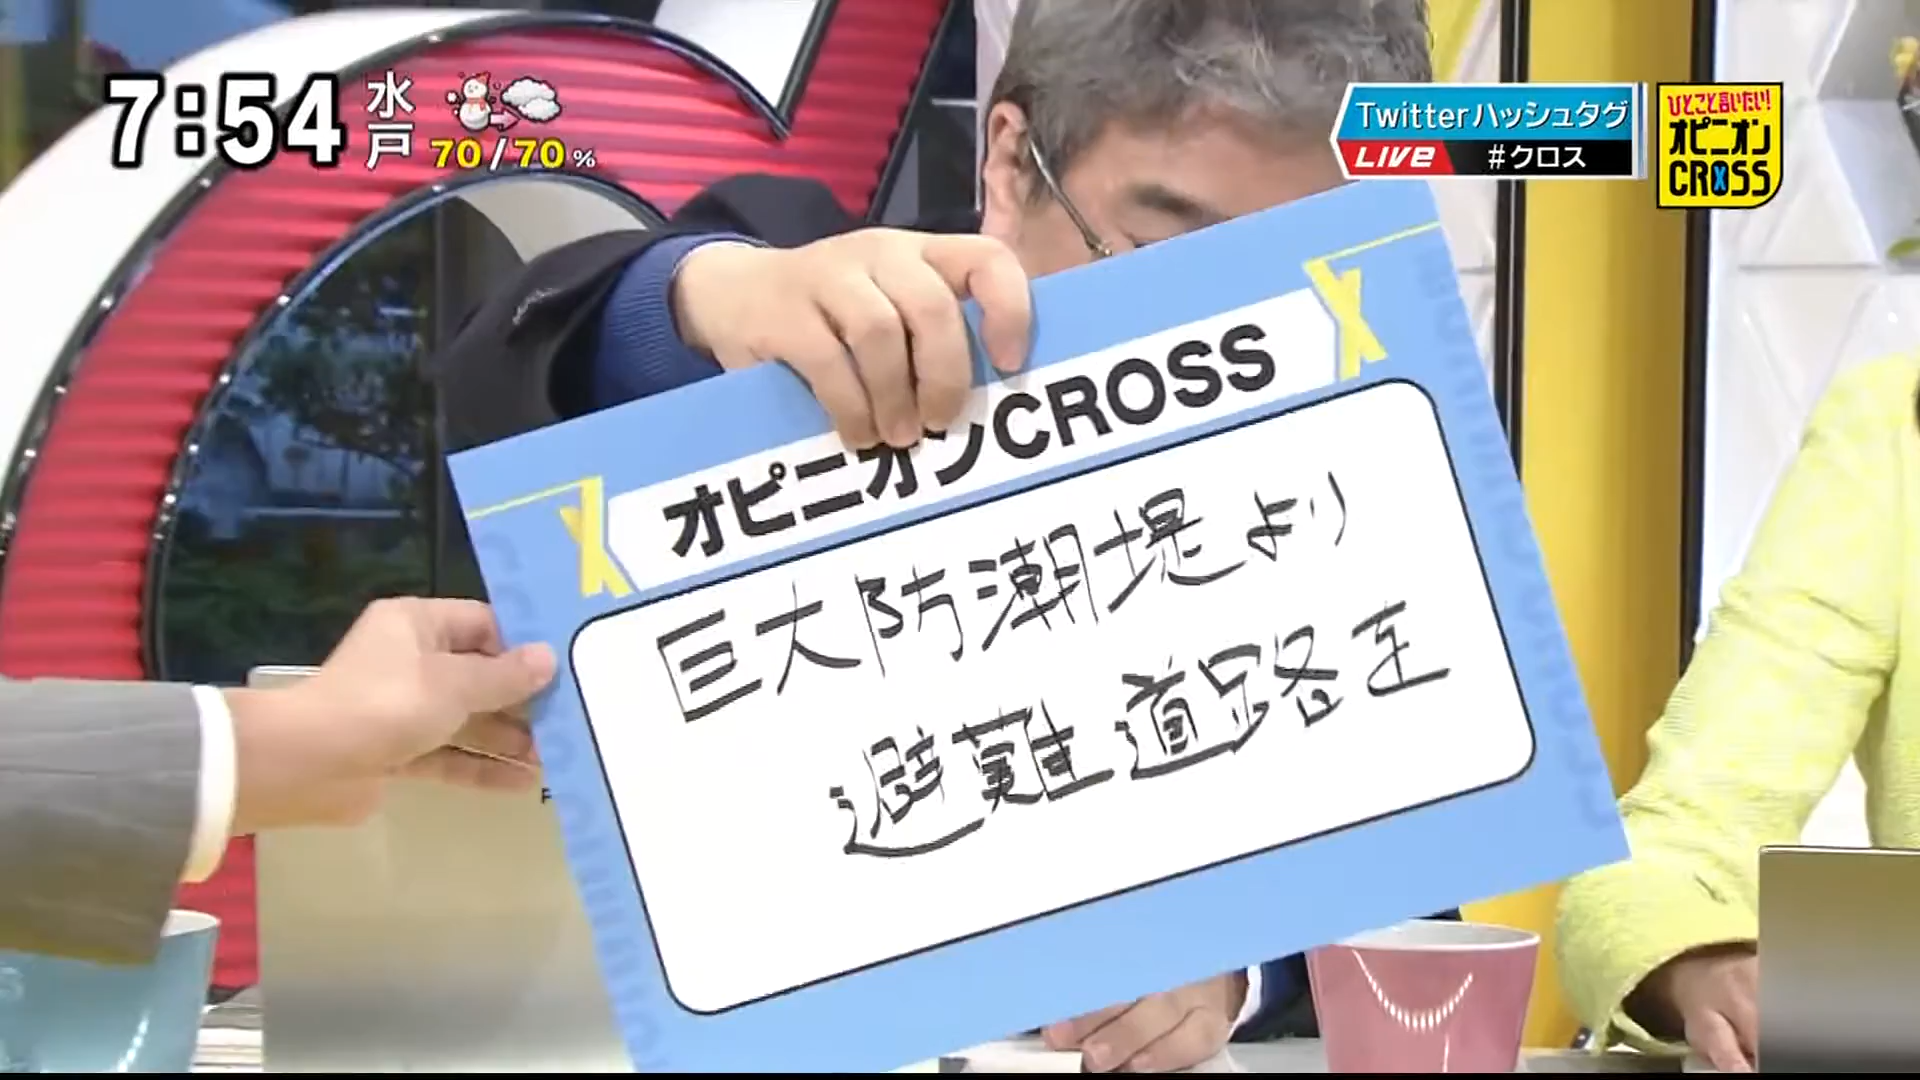 7:54
水戸
70/70%
Twitterハッシュタグ
LIVE #クロス
ひとこと言いたい!
オピニオン
CROSS
オピニオンCROSS
巨大防潮堤より
避難道路を